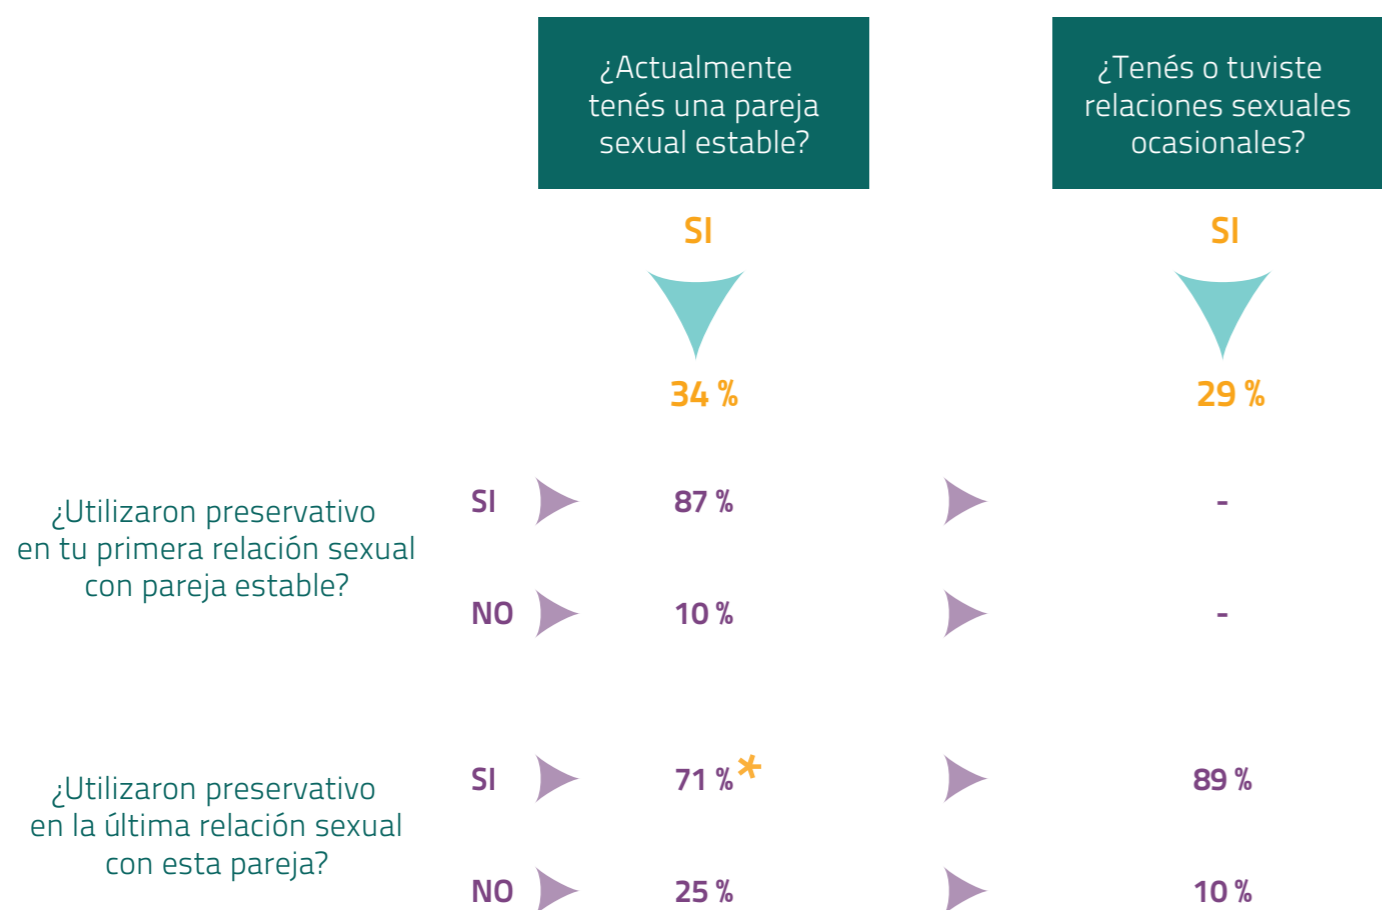 ¿Actualmente
tenés una pareja
sexual estable?
¿Tenés o tuviste
relaciones sexuales
ocasionales?
SI
SI
34 %
29 %
¿Utilizaron preservativo
en tu primera relación sexual
con pareja estable?
SI
87 %
-
NO
10 %
-
¿Utilizaron preservativo
en la última relación sexual
con esta pareja?
SI
71 %*
89 %
NO
25 %
10 %